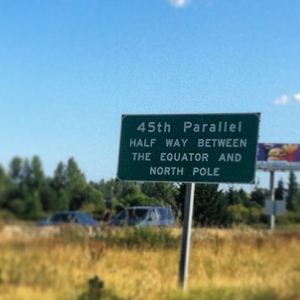 45th Parallel
HALF WAY BETWEEN
THE EQUATOR AND
NORTH POLE